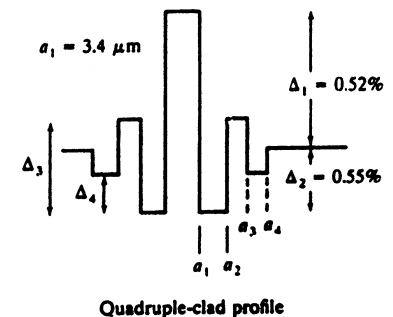 a₁ = 3.4 μm
Δ₁ = 0.52%
Δ₃
Δ₄
Δ₂ = 0.55%
a₃ a₄
a₁ a₂
Quadruple-clad profile